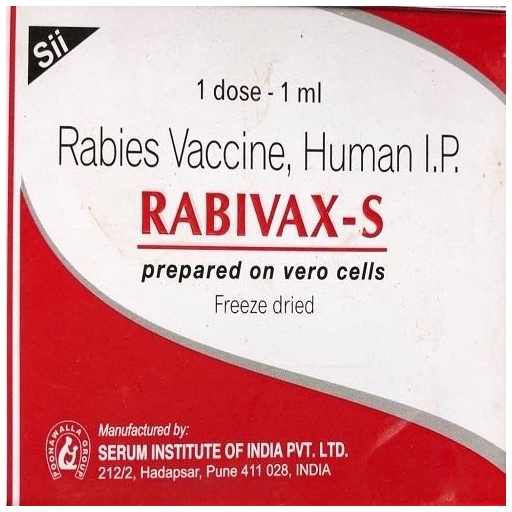 Sii
1 dose - 1 ml
Rabies Vaccine, Human I.P.
RABIVAX-S
prepared on vero cells
Freeze dried
POONAWALLA GROUP
Manufactured by:
SERUM INSTITUTE OF INDIA PVT. LTD.
212/2, Hadapsar, Pune 411 028, INDIA